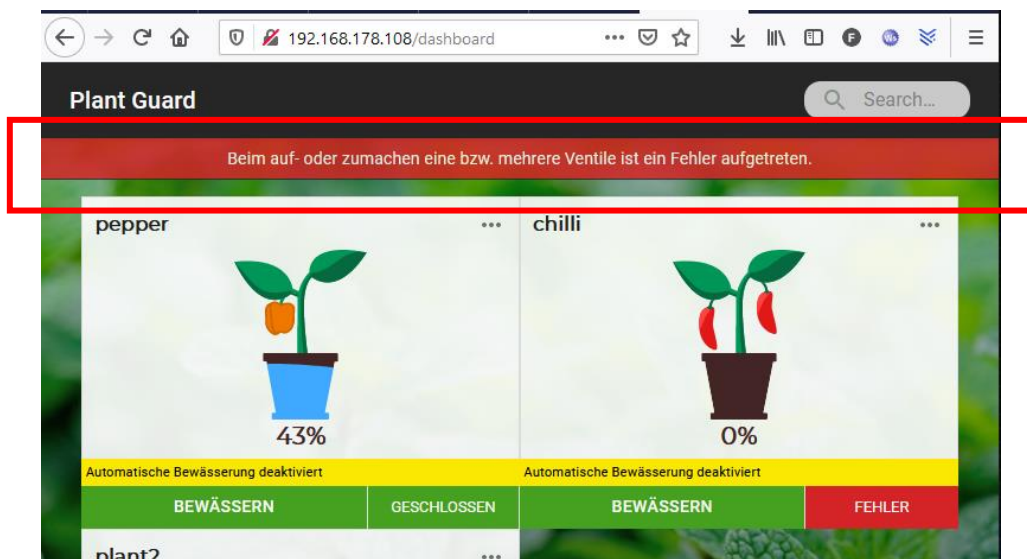 192.168.178.108/dashboard
Plant Guard
Search...
Beim auf- oder zumachen eine bzw. mehrere Ventile ist ein Fehler aufgetreten.
pepper
chilli
43%
0%
Automatische Bewässerung deaktiviert
Automatische Bewässerung deaktiviert
BEWÄSSERN GESCHLOSSEN
BEWÄSSERN FEHLER
plant2